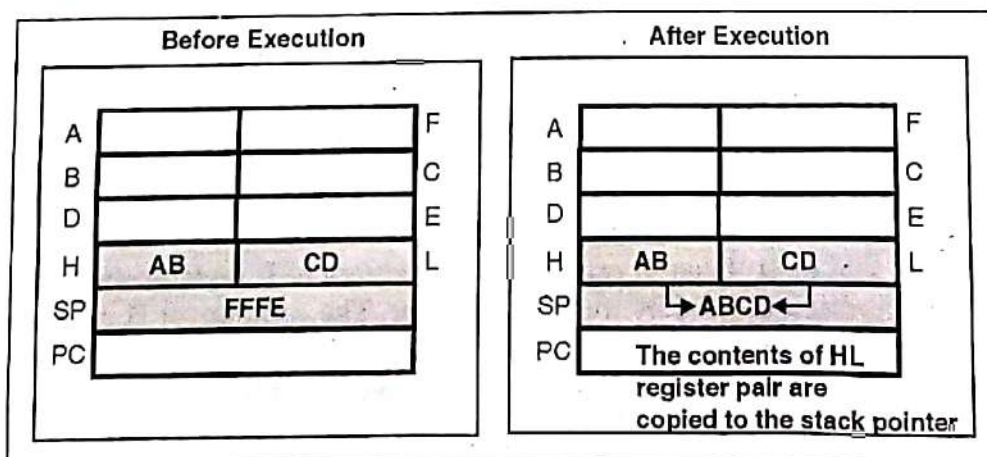 Before Execution
A F
B C
D E
H AB CD L
SP FFFE
PC
After Execution
A F
B C
D E
H AB CD L
SP ABCD
PC The contents of HL
register pair are
copied to the stack pointer